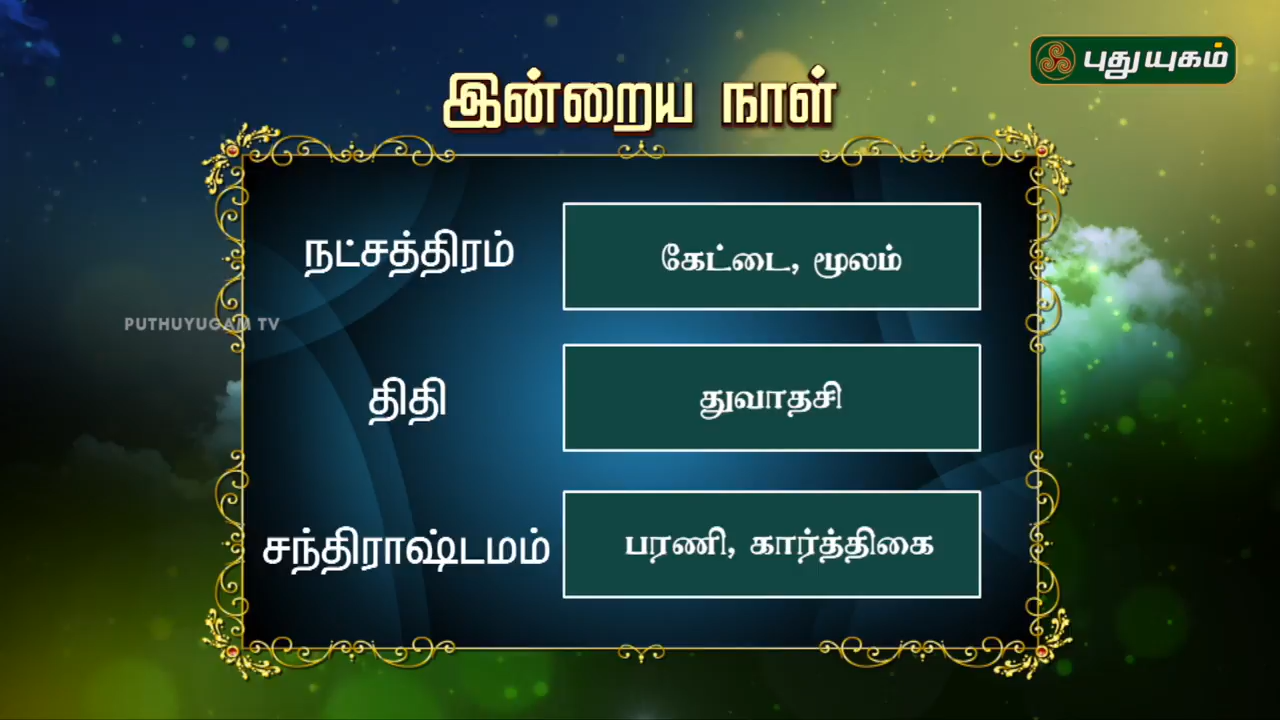 புதுயுகம்
இன்றைய நாள்
நட்சத்திரம்
கேட்டை, மூலம்
PUTHUYUGAM TV
திதி
துவாதசி
சந்திராஷ்டமம்
பரணி, கார்த்திகை